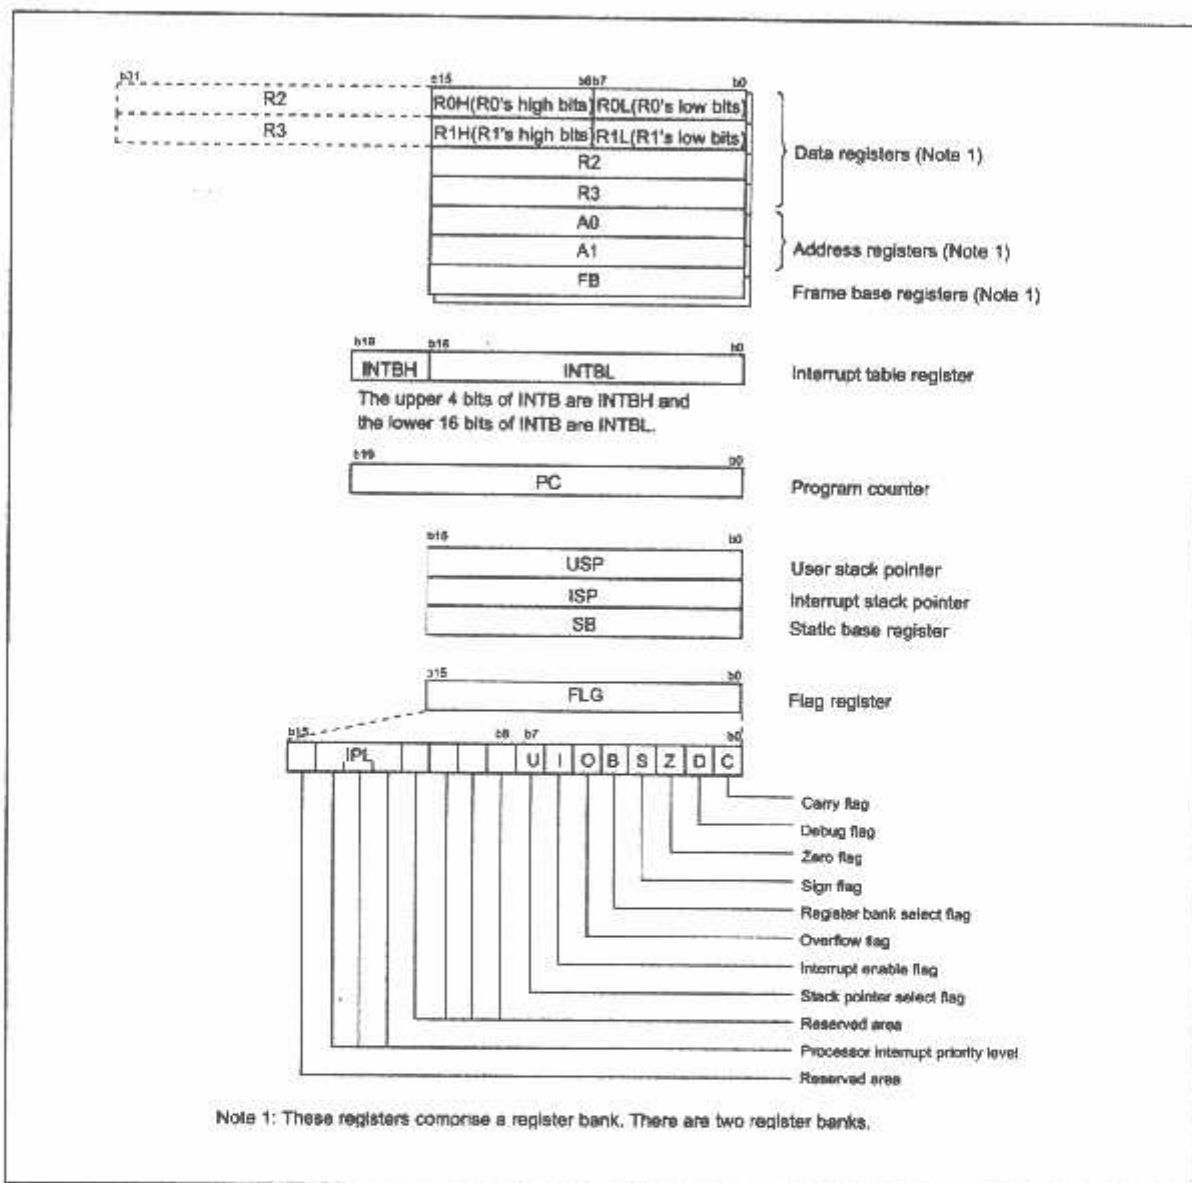 b31 b15 b8b7 b0
R2 R0H(R0's high bits) R0L(R0's low bits)
R3 R1H(R1's high bits) R1L(R1's low bits)
R2
R3
Data registers (Note 1)
A0
A1
Address registers (Note 1)
FB
Frame base registers (Note 1)
b19 b15 b0
INTBH INTBL
Interrupt table register
The upper 4 bits of INTB are INTBH and
the lower 16 bits of INTB are INTBL.
b19 b0
PC
Program counter
b15 b0
USP
User stack pointer
ISP
Interrupt stack pointer
SB
Static base register
b15 b0
FLG
Flag register
b15 b8 b7 b0
IPL U I O B S Z D C
Carry flag
Debug flag
Zero flag
Sign flag
Register bank select flag
Overflow flag
Interrupt enable flag
Stack pointer select flag
Reserved area
Processor interrupt priority level
Reserved area
Note 1: These registers comprise a register bank. There are two register banks.